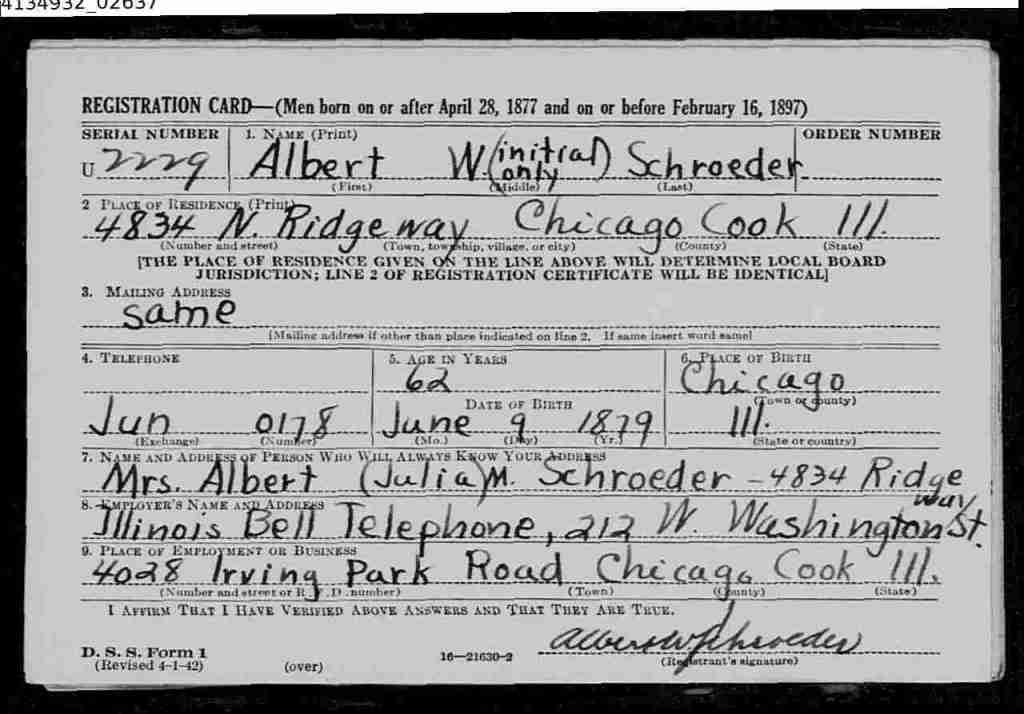 4134932_02637
REGISTRATION CARD—(Men born on or after April 28, 1877 and on or before February 16, 1897)
SERIAL NUMBER 1. NAME (Print) ORDER NUMBER
U 2229 Albert W. (initial only) Schroeder
(First) (Middle) (Last)
2 PLACE OF RESIDENCE (Print)
4834 N. Ridgeway Chicago Cook Ill.
(Number and street) (Town, township, village, or city) (County) (State)
[THE PLACE OF RESIDENCE GIVEN ON THE LINE ABOVE WILL DETERMINE LOCAL BOARD
JURISDICTION; LINE 2 OF REGISTRATION CERTIFICATE WILL BE IDENTICAL]
3. MAILING ADDRESS
same
[Mailing address if other than place indicated on line 2. If same insert word same]
4. TELEPHONE 5. AGE IN YEARS 6. PLACE OF BIRTH
62 Chicago
DATE OF BIRTH (Town or county)
Jun 0178 June 9 1879 Ill.
(Exchange) (Number) (Mo.) (Day) (Yr.) (State or country)
7. NAME AND ADDRESS OF PERSON WHO WILL ALWAYS KNOW YOUR ADDRESS
Mrs. Albert (Julia) M. Schroeder - 4834 Ridge
way
8. EMPLOYER'S NAME AND ADDRESS
Illinois Bell Telephone, 212 W. Washington St.
9. PLACE OF EMPLOYMENT OR BUSINESS
4028 Irving Park Road Chicago Cook Ill.
(Number and street or R. F. D. number) (Town) (County) (State)
I AFFIRM THAT I HAVE VERIFIED ABOVE ANSWERS AND THAT THEY ARE TRUE.
Albert W Schroeder
D. S. S. Form 1
(Revised 4-1-42) (over) 16—21630-2 (Registrant's signature)